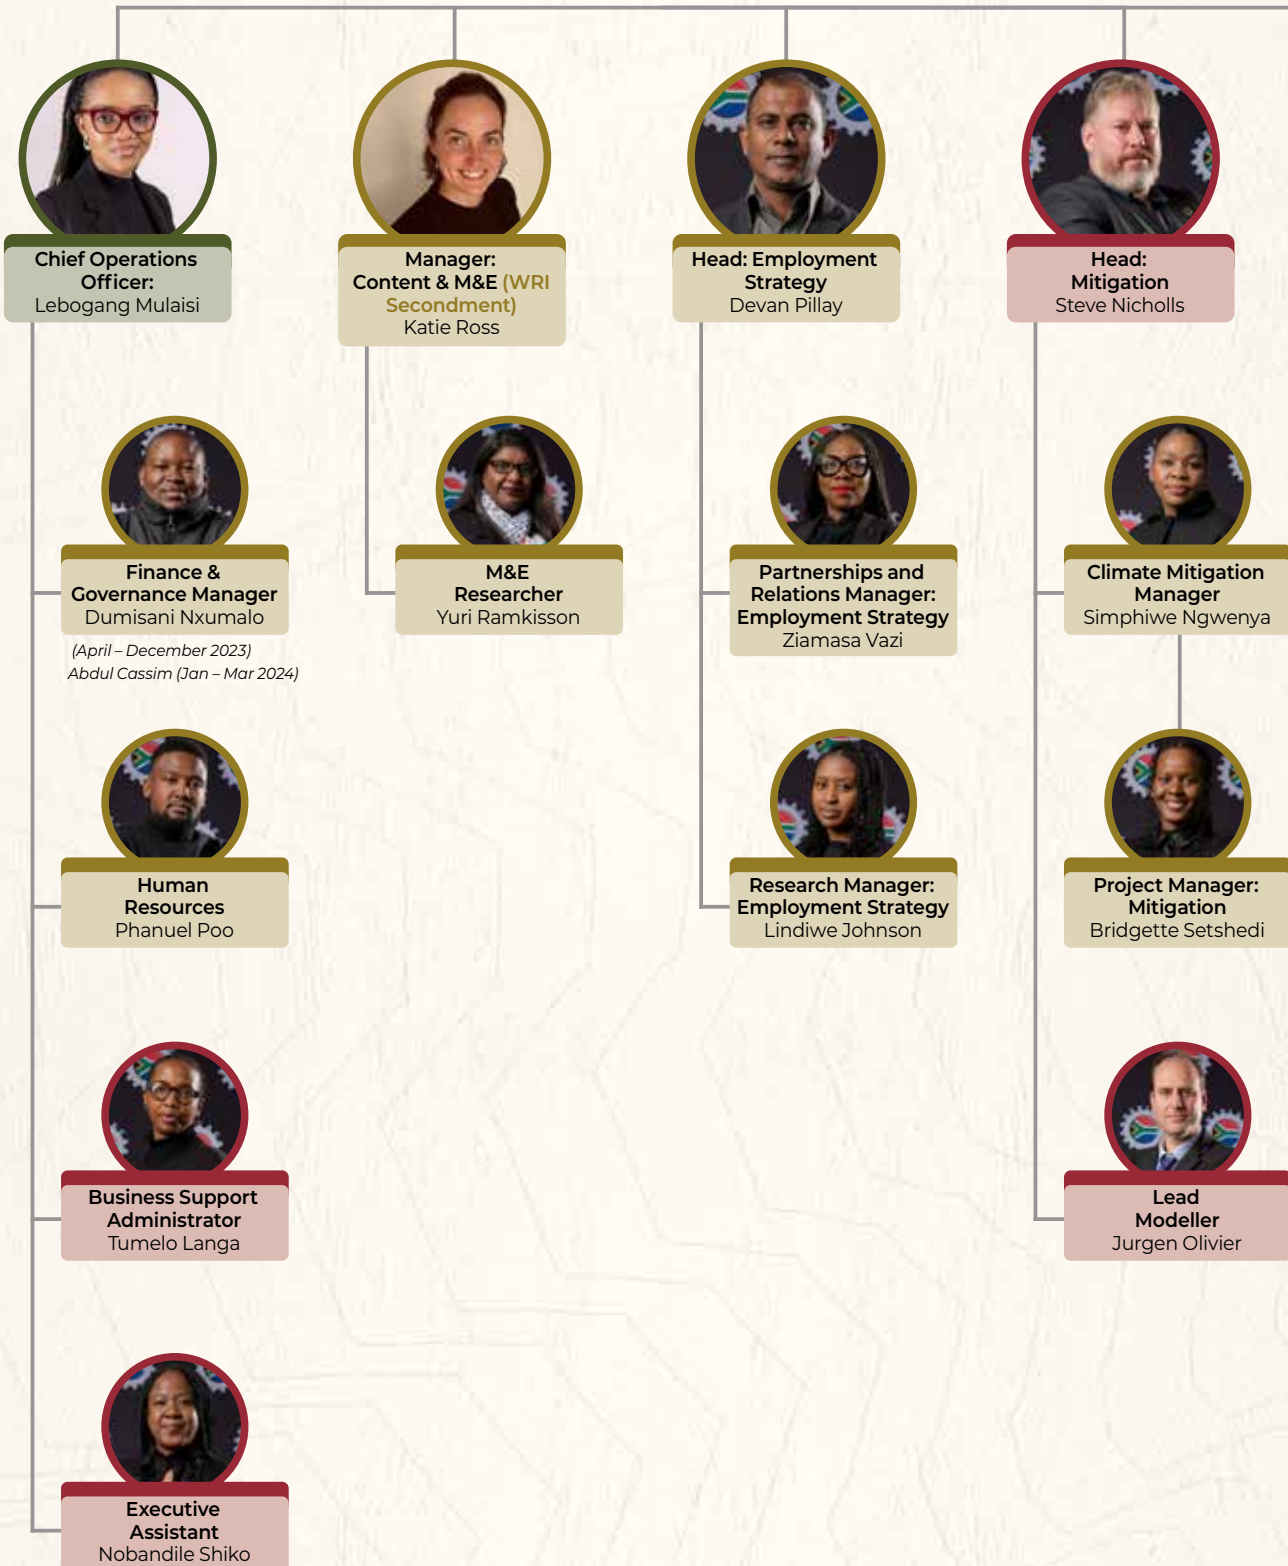 Chief Operations
Officer:
Lebogang Mulaisi
Manager:
Content & M&E (WRI
Secondment)
Katie Ross
Head: Employment
Strategy
Devan Pillay
Head:
Mitigation
Steve Nicholls
Finance &
Governance Manager
Dumisani Nxumalo
(April – December 2023)
Abdul Cassim (Jan – Mar 2024)
M&E
Researcher
Yuri Ramkisson
Partnerships and
Relations Manager:
Employment Strategy
Ziamasa Vazi
Climate Mitigation
Manager
Simphiwe Ngwenya
Human
Resources
Phanuel Poo
Research Manager:
Employment Strategy
Lindiwe Johnson
Project Manager:
Mitigation
Bridgette Setshedi
Business Support
Administrator
Tumelo Langa
Lead
Modeller
Jurgen Olivier
Executive
Assistant
Nobandile Shiko